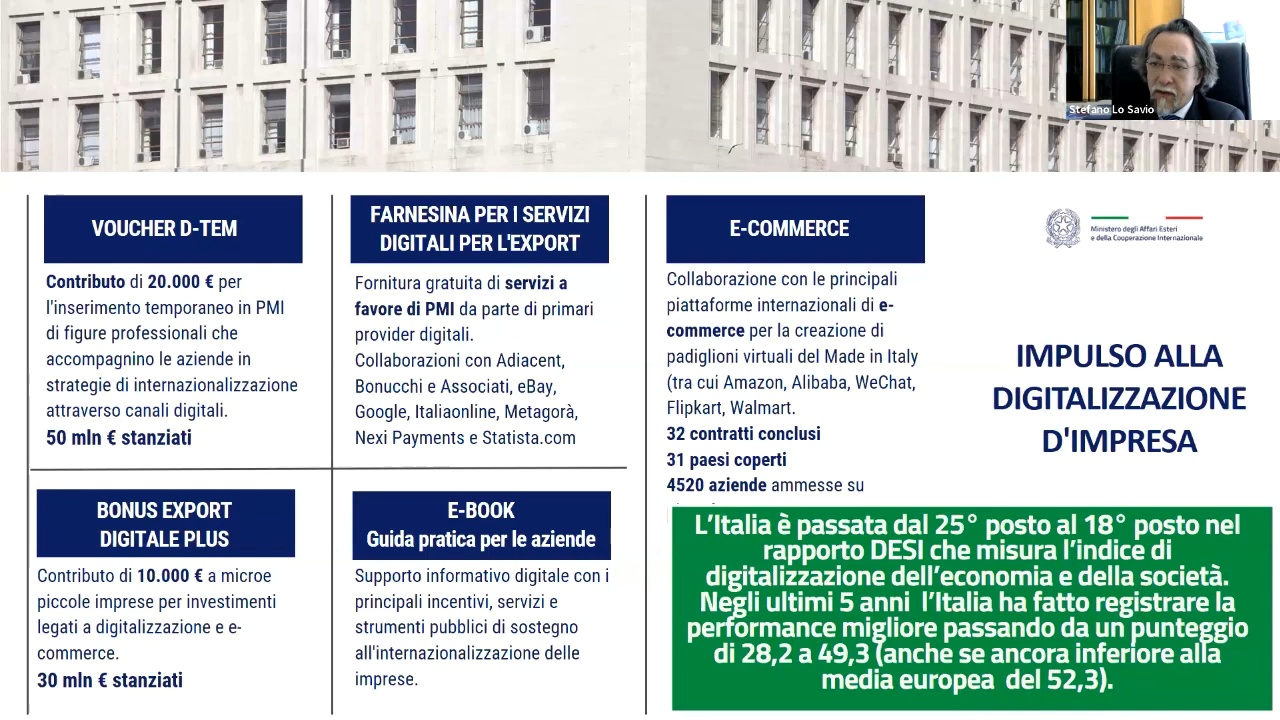 Stefano Lo Savio
VOUCHER D-TEM
Contributo di 20.000 € per
l'inserimento temporaneo in PMI
di figure professionali che
accompagnino le aziende in
strategie di internazionalizzazione
attraverso canali digitali.
50 mln € stanziati
BONUS EXPORT
DIGITALE PLUS
Contributo di 10.000 € a microe
piccole imprese per investimenti
legati a digitalizzazione e e-
commerce.
30 mln € stanziati
FARNESINA PER I SERVIZI
DIGITALI PER L'EXPORT
Fornitura gratuita di servizi a
favore di PMI da parte di primari
provider digitali.
Collaborazioni con Adiacent,
Bonucchi e Associati, eBay,
Google, Italiaonline, Metagorà,
Nexi Payments e Statista.com
E-BOOK
Guida pratica per le aziende
Supporto informativo digitale con i
principali incentivi, servizi e
strumenti pubblici di sostegno
all'internazionalizzazione delle
imprese.
E-COMMERCE
Collaborazione con le principali
piattaforme internazionali di e-
commerce per la creazione di
padiglioni virtuali del Made in Italy
(tra cui Amazon, Alibaba, WeChat,
Flipkart, Walmart.
32 contratti conclusi
31 paesi coperti
4520 aziende ammesse su
Ministero degli Affari Esteri
e della Cooperazione Internazionale
IMPULSO ALLA
DIGITALIZZAZIONE
D'IMPRESA
L’Italia è passata dal 25° posto al 18° posto nel
rapporto DESI che misura l’indice di
digitalizzazione dell’economia e della società.
Negli ultimi 5 anni l’Italia ha fatto registrare la
performance migliore passando da un punteggio
di 28,2 a 49,3 (anche se ancora inferiore alla
media europea del 52,3).